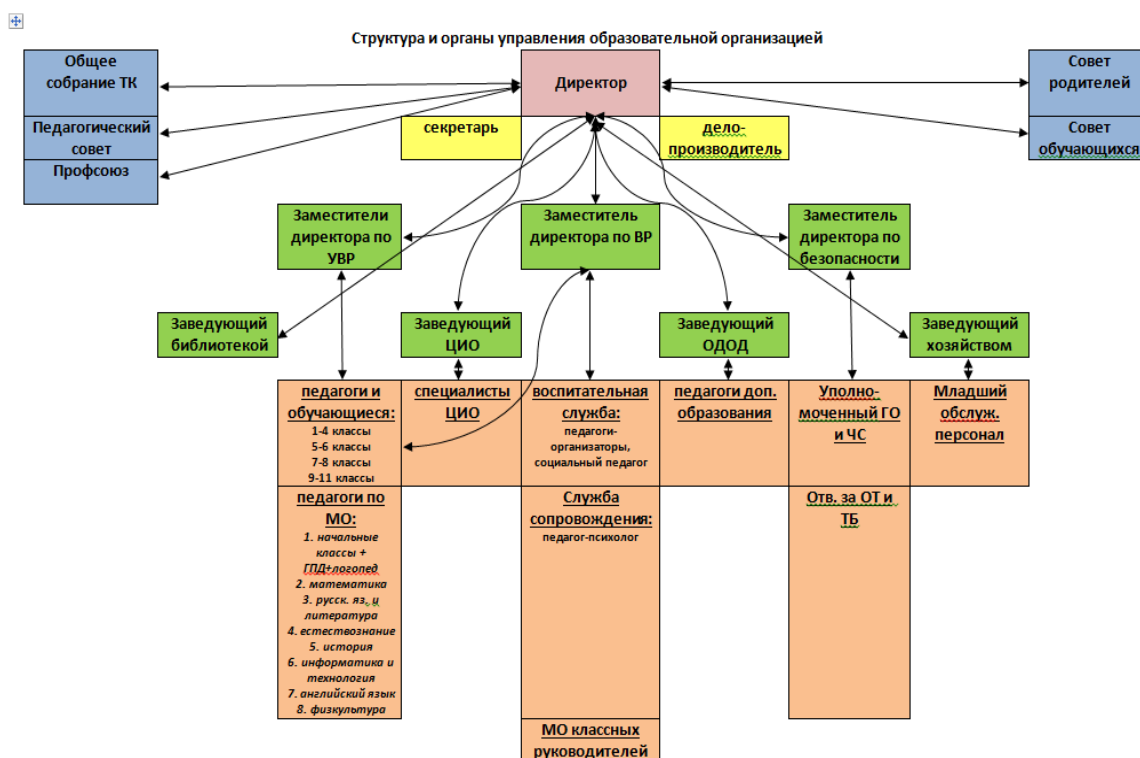 Структура и органы управления образовательной организацией
Общее
собрание ТК
Директор
Совет
родителей
Педагогический
совет
секретарь
дело-
производитель
Совет
обучающихся
Профсоюз
Заместители
директора по
УВР
Заместитель
директора по ВР
Заместитель
директора по
безопасности
Заведующий
библиотекой
Заведующий
ЦИО
Заведующий
ОДОД
Заведующий
хозяйством
педагоги и
обучающиеся:
1-4 классы
5-6 классы
7-8 классы
9-11 классы
специалисты
ЦИО
воспитательная
служба:
педагоги-
организаторы,
социальный педагог
педагоги доп.
образования
Уполно-
моченный ГО
и ЧС
Младший
обслуж.
персонал
педагоги по
МО:
1. начальные
классы +
ГПД+логопед
2. математика
3. русск. яз. и
литература
4. естествознание
5. история
6. информатика и
технология
7. английский язык
8. физкультура
Служба
сопровождения:
педагог-психолог
Отв. за ОТ и
ТБ
МО классных
руководителей